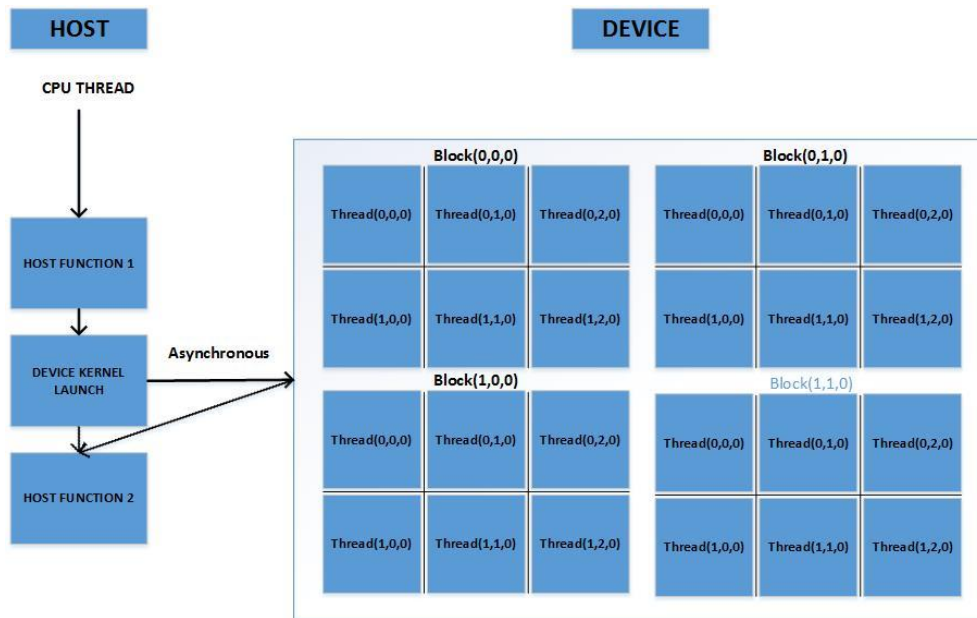 HOST
DEVICE
CPU THREAD
HOST FUNCTION 1
DEVICE KERNEL
LAUNCH
Asynchronous
HOST FUNCTION 2
Block(0,0,0)
Thread(0,0,0)
Thread(0,1,0)
Thread(0,2,0)
Thread(1,0,0)
Thread(1,1,0)
Thread(1,2,0)
Block(0,1,0)
Thread(0,0,0)
Thread(0,1,0)
Thread(0,2,0)
Thread(1,0,0)
Thread(1,1,0)
Thread(1,2,0)
Block(1,0,0)
Thread(0,0,0)
Thread(0,1,0)
Thread(0,2,0)
Thread(1,0,0)
Thread(1,1,0)
Thread(1,2,0)
Block(1,1,0)
Thread(0,0,0)
Thread(0,1,0)
Thread(0,2,0)
Thread(1,0,0)
Thread(1,1,0)
Thread(1,2,0)